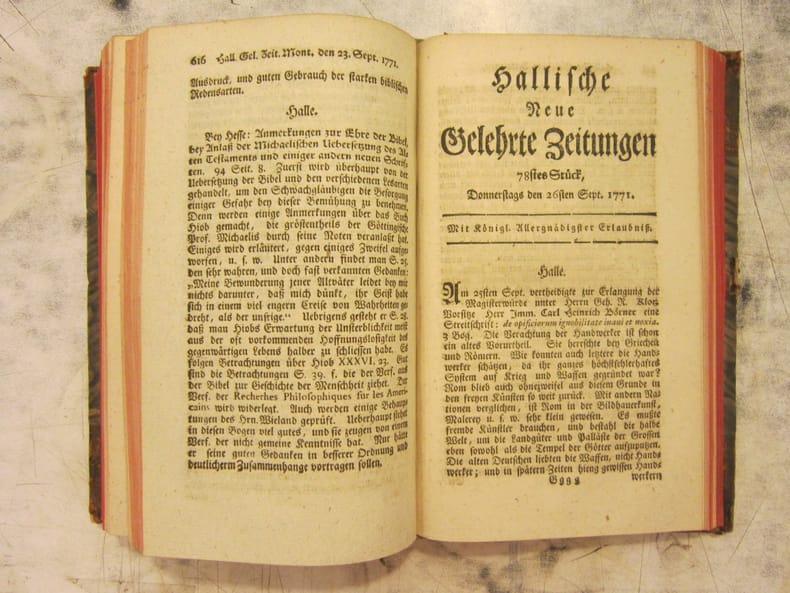 616 Hall. Gel. Zeit. Mont. den 23. Sept. 1771.
Ausdruck, und guten Gebrauch der starken biblischen
Redensarten.
Halle.
Bey Hesse: Anmerkungen zur Ehre der Bibel,
bey Anlaß der Michaelischen Uebersetzung des Al-
ten Testaments und einiger andern neuen Schrif-
ten. 94 Seit. 8. Zuerst wird überhaupt von der
Uebersetzung der Bibel und den verschiedenen Lesarten
gehandelt, um den Schwachgläubigen die Besorgung
einiger Gefahr bey dieser Bemühung zu benehmen.
Denn werden einige Anmerkungen über das Buch
Hiob gemacht, die größtentheils der Göttingische
Prof. Michaelis durch seine Noten veranlaßt hat.
Einiges wird erläutert, gegen einiges Zweifel aufge-
worfen, u. s. w. Unter andern findet man S. 25.
den sehr wahren, und doch fast verkannten Gedanken:
„Meine Bewunderung jener Altväter leidet bey mir
nichts darunter, daß mich dünkt, ihr Geist hab
sich in einem viel engern Creise von Wahrheiten ge-
dreht, als der unsrige.“ Uebrigens gesteht er S. 28.
daß man Hiobs Erwartung der Unsterblichkeit meist
aus der oft vorkommenden Hoffnungslosigkeit des
gegenwärtigen Lebens halber zu schliessen habe. Es
folgen Betrachtungen über Hiob XXXVI, 23. Gut
sind die Betrachtungen S. 39. f. die der Verf. aus
der Bibel zur Geschichte der Menschheit ziehet. Der
Verf. der Recherhes Philosophiques sur les Ameri-
cains wird widerlegt. Auch werden einige Behaup-
tungen des Hrn. Wieland geprüft. Ueberhaupt stehet
in diesen Bogen viel gutes, und sie zeugen von einem
Verf. der nicht gemeine Kenntnisse hat. Nur hätte
er seine guten Gedanken in besserer Ordnung und
deutlicherm Zusammenhange vortragen sollen.
Hallische
Neue
Gelehrte Zeitungen
78stes Stück,
Donnerstags den 26sten Sept. 1771.
Mit Königl. Allergnädigster Erlaubniß.
Halle.
Am 25sten Sept. vertheidigte zur Erlangung der
Magisterwürde unter Herrn Geh. R. Klotz
Vorsitze Herr Imm. Carl Heinrich Börner eine
Streitschrift: de opificiorum ignobilitate inani et noxia.
3 Bog. Die Verachtung der Handwerker ist schon
ein altes Vorurtheil. Sie herrschte bey Griechen
und Römern. Wie konnten auch letztere die Hand-
werker schätzen, da ihr ganzes höchstfehlerhaftes
System auf Krieg und Waffen gegründet war?
Rom blieb auch ohnezweifel aus diesem Grunde in
den freyen Künsten so weit zurück. Mit andern Na-
tionen verglichen, ist Rom in der Bildhauerkunst,
Malerey u. s. w. sehr klein gewesen. Es mußte
fremde Künstler brauchen, und bestahl die halbe
Welt, um die Landgüter und Palläste der Grossen
eben sowohl als die Tempel der Götter aufzuputzen.
Die alten Deutschen liebten die Waffen, nicht Hand-
werker; und in spätern Zeiten hieng gewissen Hand-
Gggg werkern